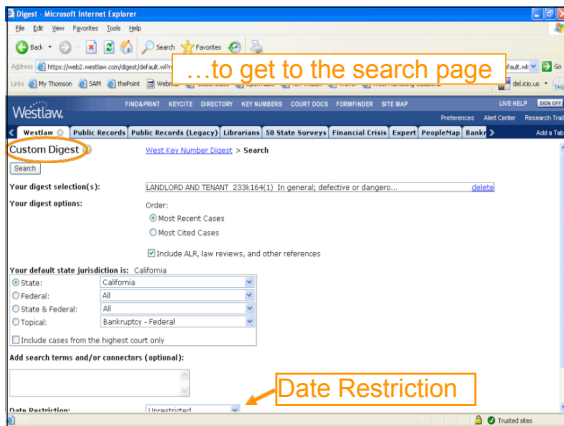 Digest - Microsoft Internet Explorer
File Edit View Favorites Tools Help
Back Search Favorites
Address https://web2.westlaw.com/digest/default.wl?r
…to get to the search page
Go
Links My Thomson SAM thePoint del.icio.us TAG
Westlaw.
FIND&PRINT KEYCITE DIRECTORY KEY NUMBERS COURT DOCS FORMFINDER SITE MAP LIVE HELP SIGN OFF
Preferences Alert Center Research Trail
Westlaw Public Records Public Records (Legacy) Librarians 50 State Surveys Financial Crisis Expert PeopleMap Bankr Add a Tab
Custom Digest West Key Number Digest > Search
Search
Your digest selection(s): LANDLORD AND TENANT 233k164(1) In general; defective or dangero... delete
Your digest options: Order:
Most Recent Cases
Most Cited Cases
Include ALR, law reviews, and other references
Your default state jurisdiction is: California
State: California
Federal: All
State & Federal: All
Topical: Bankruptcy - Federal
Include cases from the highest court only
Add search terms and/or connectors (optional):
Date Restriction
Date Restriction: Unrestricted
Trusted sites